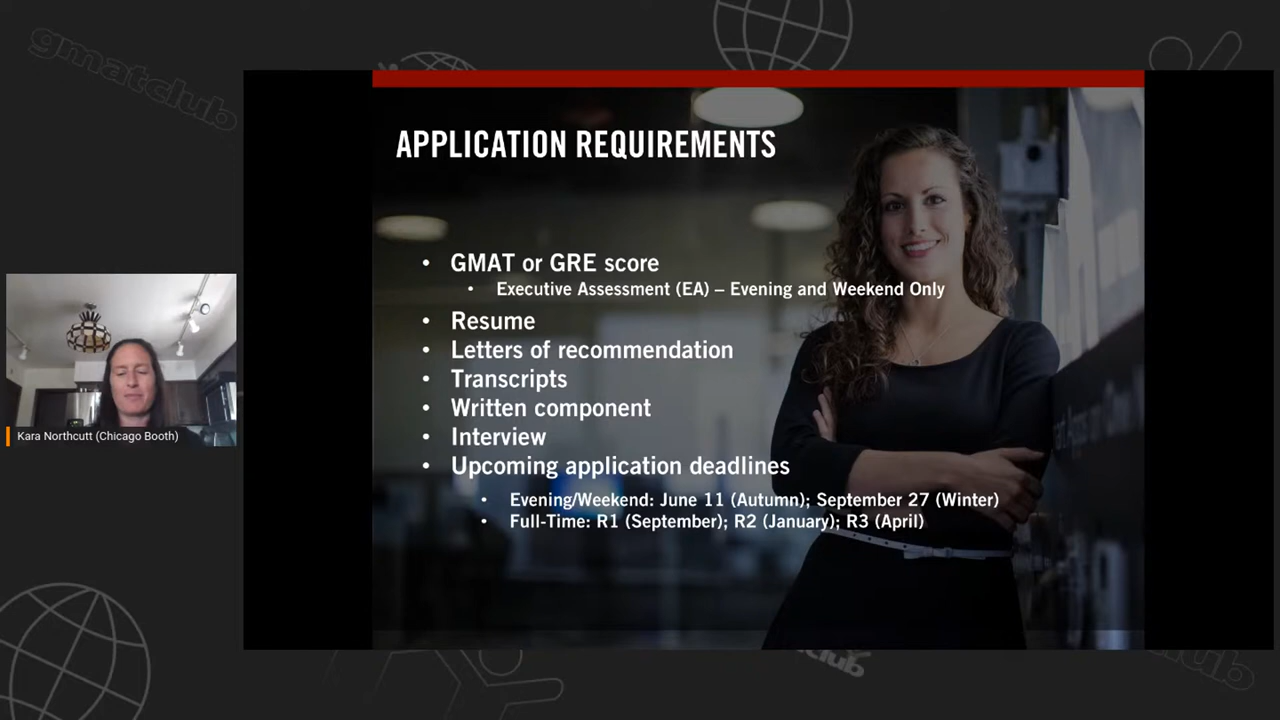 gmatclub
APPLICATION REQUIREMENTS
• GMAT or GRE score
• Executive Assessment (EA) – Evening and Weekend Only
• Resume
• Letters of recommendation
• Transcripts
• Written component
• Interview
• Upcoming application deadlines
• Evening/Weekend: June 11 (Autumn); September 27 (Winter)
• Full-Time: R1 (September); R2 (January); R3 (April)
Kara Northcutt (Chicago Booth)
club